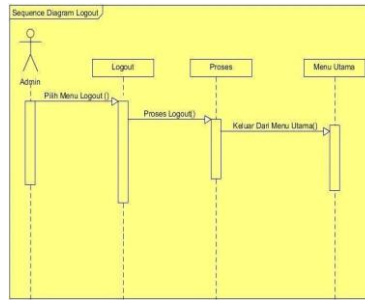 Sequence Diagram Logout
Logout
Proses
Menu Utama
Admin
Pilih Menu Logout ()
Proses Logout()
Keluar Dari Menu Utama()